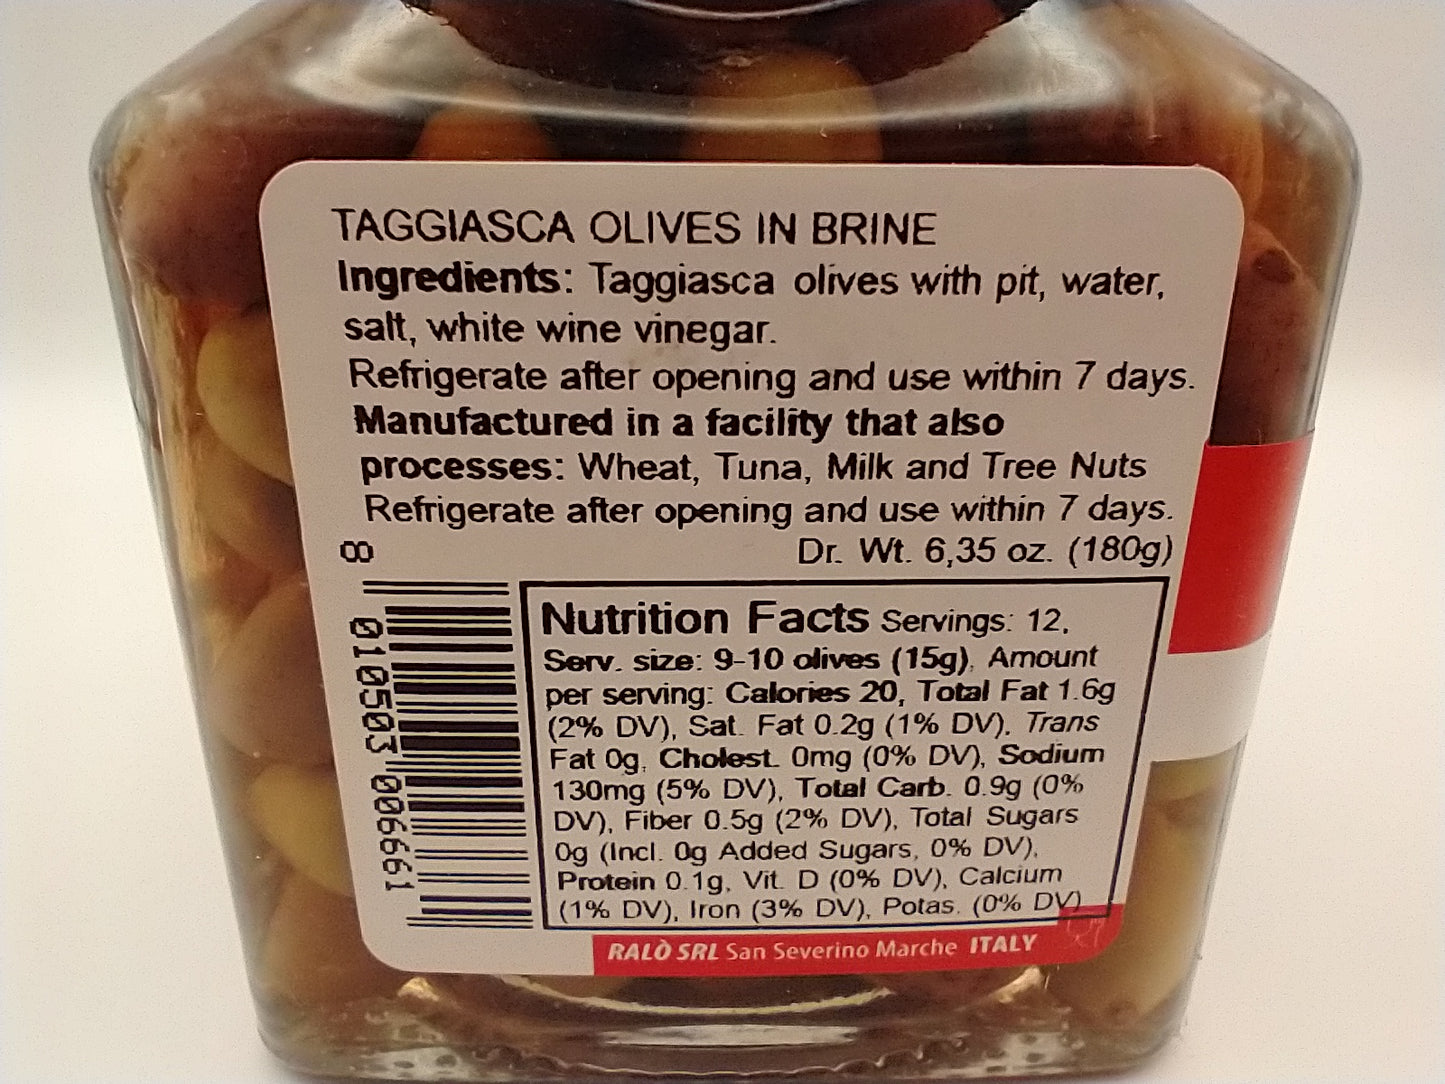 TAGGIASCA OLIVES IN BRINE
Ingredients: Taggiasca olives with pit, water,
salt, white wine vinegar.
Refrigerate after opening and use within 7 days.
Manufactured in a facility that also
processes: Wheat, Tuna, Milk and Tree Nuts
Refrigerate after opening and use within 7 days.
Dr. Wt. 6,35 oz. (180g)
8 010503 006661
Nutrition Facts Servings: 12,
Serv. size: 9-10 olives (15g), Amount
per serving: Calories 20, Total Fat 1.6g
(2% DV), Sat. Fat 0.2g (1% DV), Trans
Fat 0g, Cholest. 0mg (0% DV), Sodium
130mg (5% DV), Total Carb. 0.9g (0%
DV), Fiber 0.5g (2% DV), Total Sugars
0g (Incl. 0g Added Sugars, 0% DV),
Protein 0.1g, Vit. D (0% DV), Calcium
(1% DV), Iron (3% DV), Potas. (0% DV)
RALÒ SRL San Severino Marche ITALY